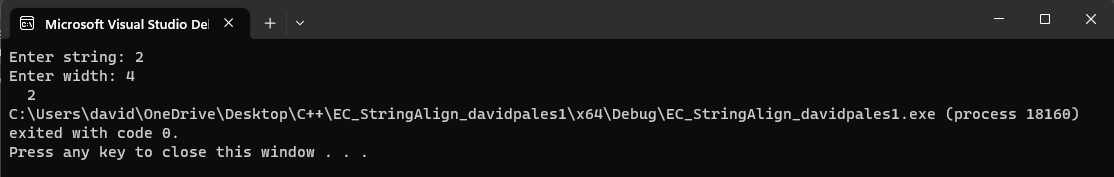 Microsoft Visual Studio De
Enter string: 2
Enter width: 4
  2
C:\Users\david\OneDrive\Desktop\C++\EC_StringAlign_davidpales1\x64\Debug\EC_StringAlign_davidpales1.exe (process 18160)
exited with code 0.
Press any key to close this window . . .